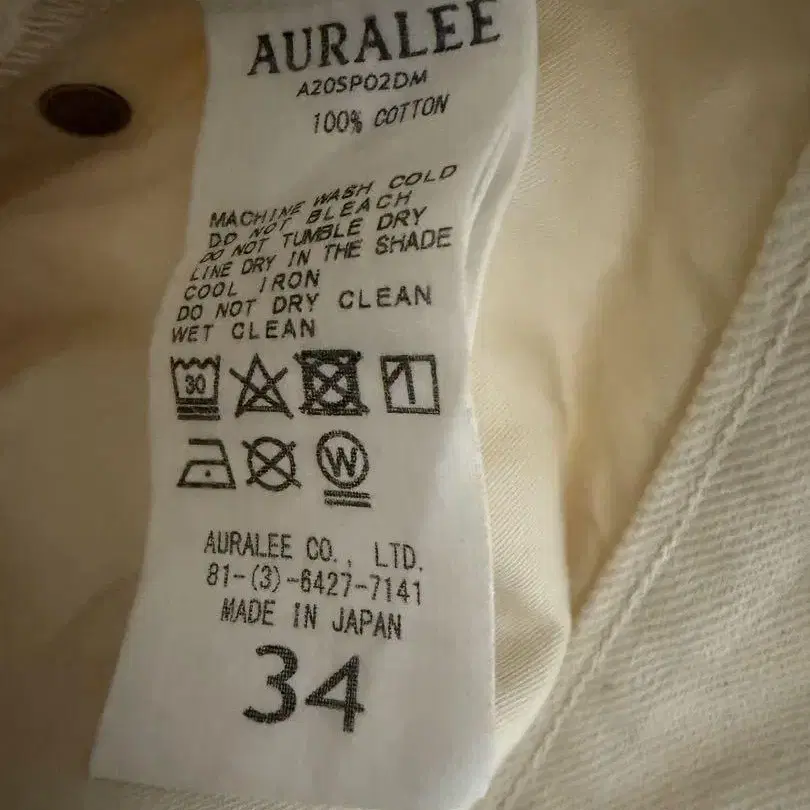 AURALEE
A20SP02DM
100% COTTON
MACHINE WASH COLD
DO NOT BLEACH
DO NOT TUMBLE DRY
LINE DRY IN THE SHADE
COOL IRON
DO NOT DRY CLEAN
WET CLEAN
30
W
AURALEE CO., LTD.
81-(3)-6427-7141
MADE IN JAPAN
34